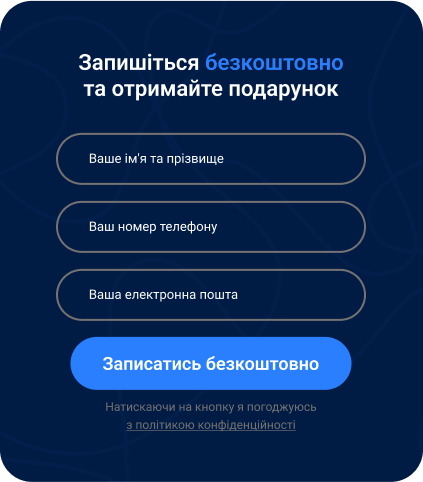 Запишіться безкоштовно
та отримайте подарунок
Ваше ім'я та прізвище
Ваш номер телефону
Ваша електронна пошта
Записатись безкоштовно
Натискаючи на кнопку я погоджуюсь
з політикою конфіденційності